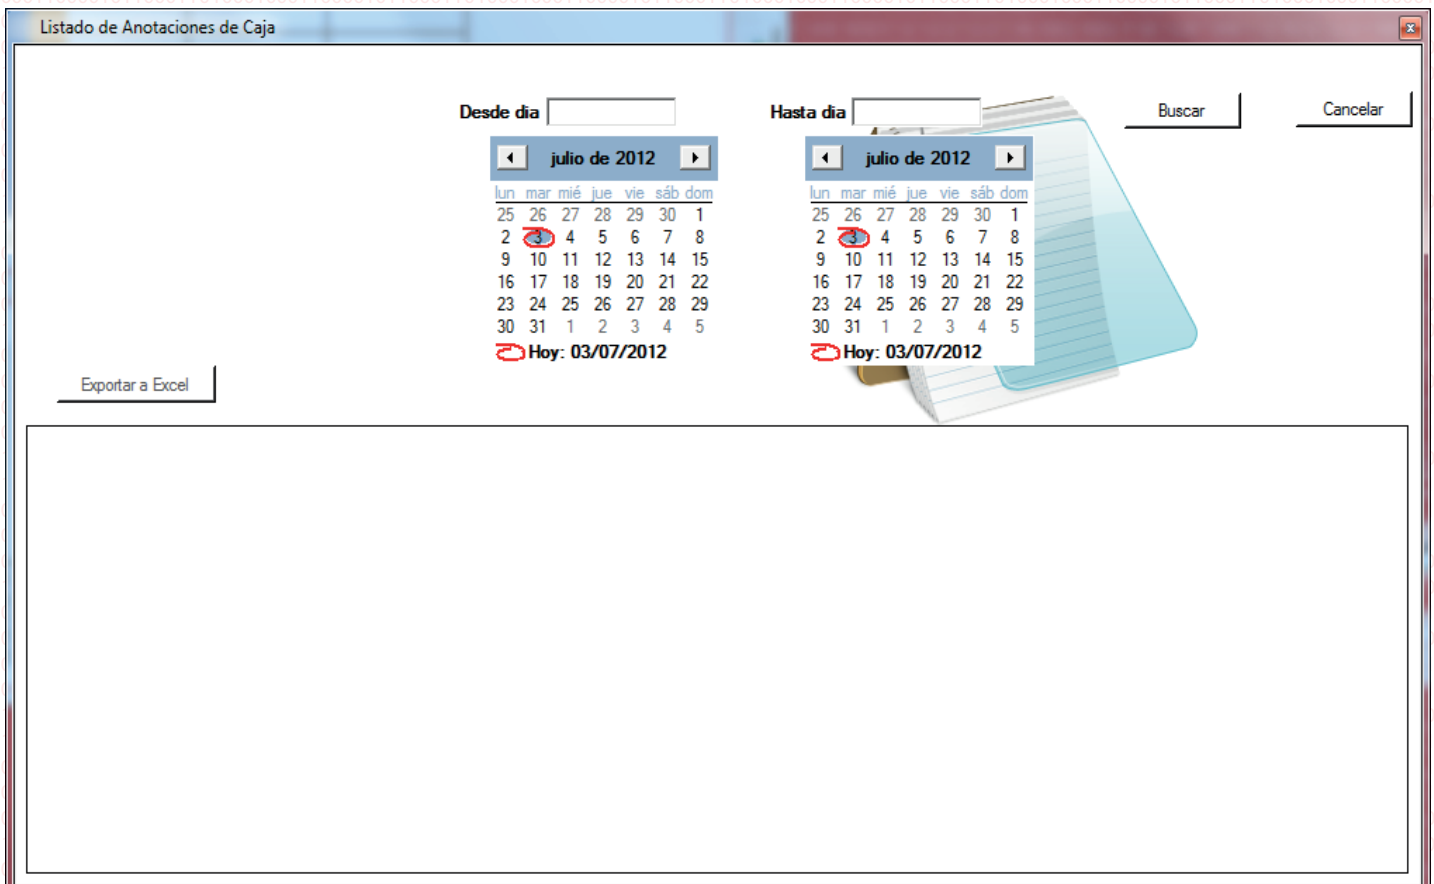 Listado de Anotaciones de Caja
Desde dia
Hasta dia
Buscar
Cancelar
julio de 2012
lun mar mié jue vie sáb dom
25 26 27 28 29 30 1
2 3 4 5 6 7 8
9 10 11 12 13 14 15
16 17 18 19 20 21 22
23 24 25 26 27 28 29
30 31 1 2 3 4 5
Hoy: 03/07/2012
julio de 2012
lun mar mié jue vie sáb dom
25 26 27 28 29 30 1
2 3 4 5 6 7 8
9 10 11 12 13 14 15
16 17 18 19 20 21 22
23 24 25 26 27 28 29
30 31 1 2 3 4 5
Hoy: 03/07/2012
Exportar a Excel